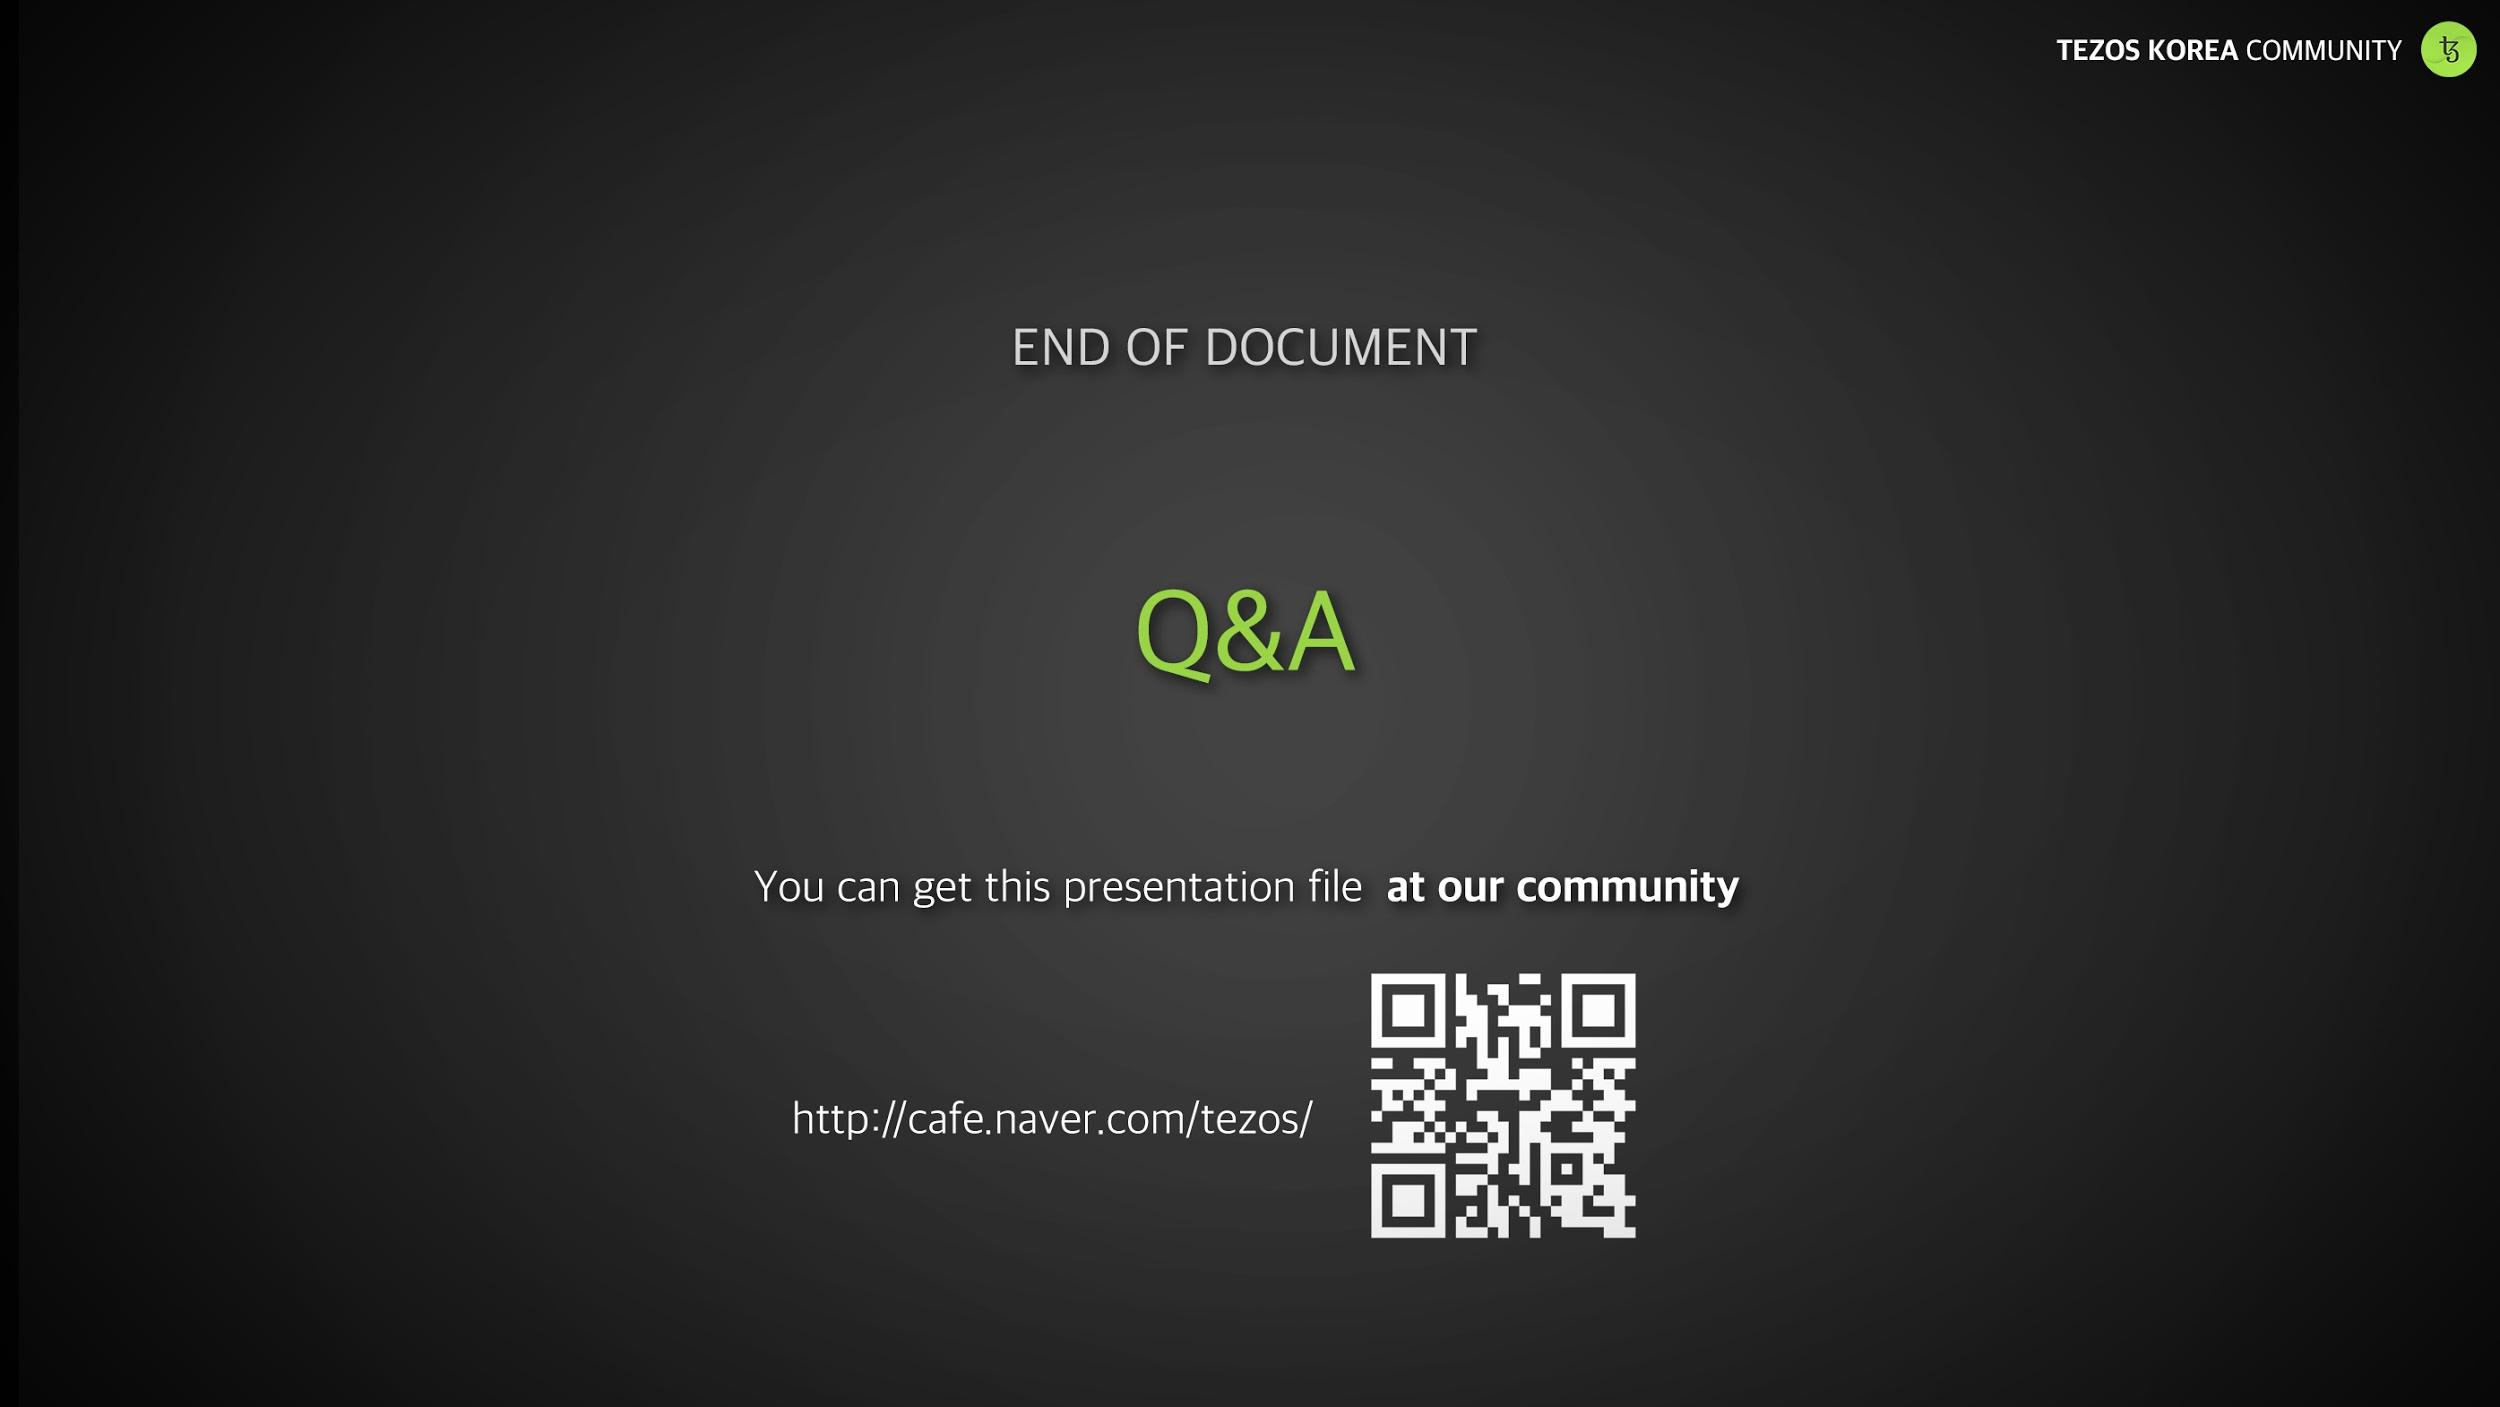 TEZOS KOREA COMMUNITY
END OF DOCUMENT
Q&A
You can get this presentation file at our community
http://cafe.naver.com/tezos/